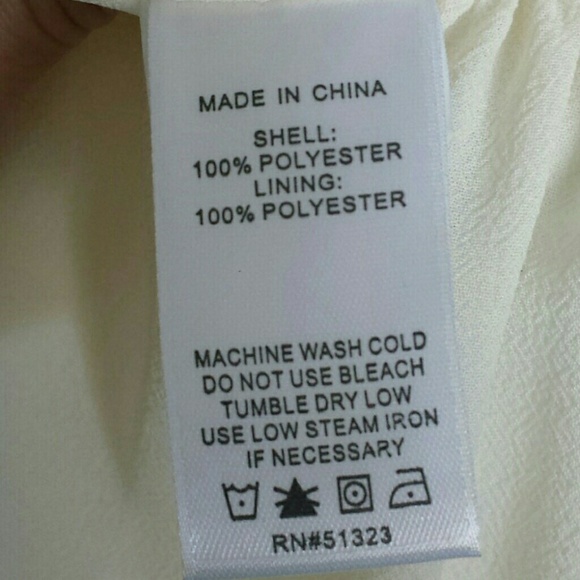 MADE IN CHINA
SHELL:
100% POLYESTER
LINING:
100% POLYESTER
MACHINE WASH COLD
DO NOT USE BLEACH
TUMBLE DRY LOW
USE LOW STEAM IRON
IF NECESSARY
RN#51323